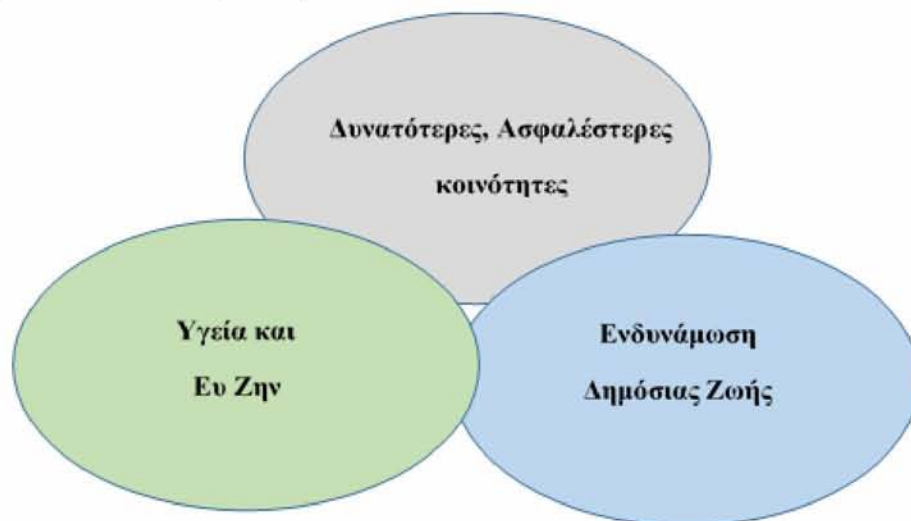 Δυνατότερες, Ασφαλέστερες
κοινότητες
Υγεία και
Ευ Ζην
Ενδυνάμωση
Δημόσιας Ζωής